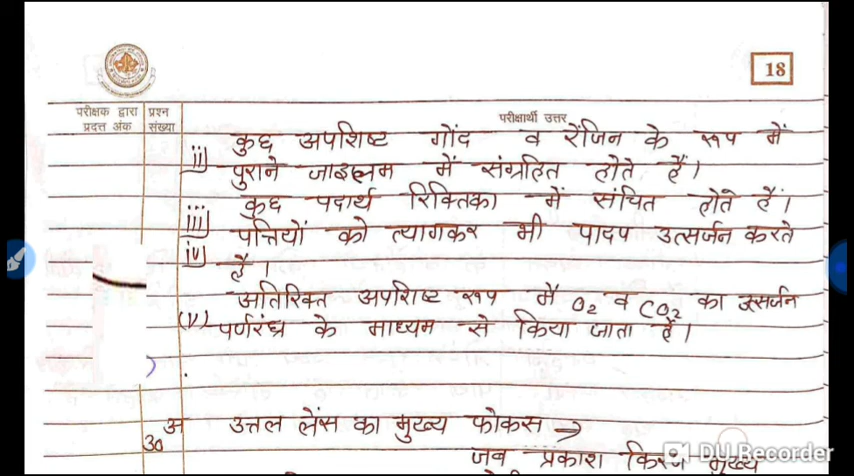 18
परीक्षक द्वारा
प्रदत्त अंक
प्रश्न
संख्या
परीक्षार्थी उत्तर
ii) कुछ अपशिष्ट गोंद व रेजिन के रूप में
पुराने जाइलम में संग्रहित होते हैं।
iii) कुछ पदार्थ रिक्तिका में संचित होते हैं।
iv) पत्तियों को त्यागकर भी पादप उत्सर्जन करते
हैं
(v) अतिरिक्त अपशिष्ट रूप में O2 व CO2 का उत्सर्जन
पर्णरंध्र के माध्यम से किया जाता है।
अ उत्तल लेंस का मुख्य फोकस →
उ०
जब प्रकाश किरण मुख्य
DU Recorder